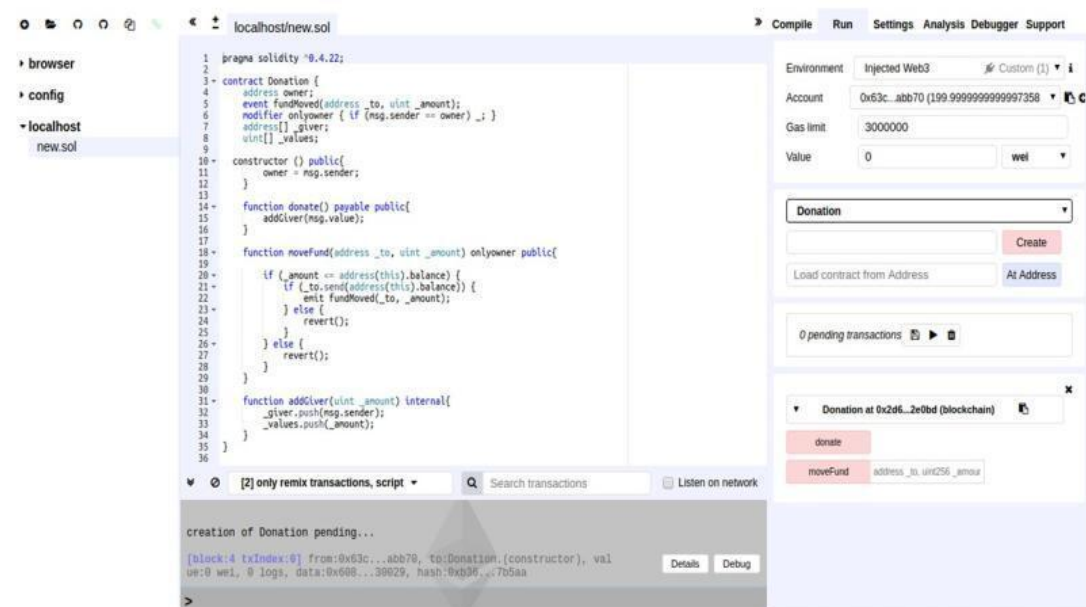 localhost/new.sol
browser
config
localhost
new.sol
1 pragma solidity ^0.4.22;
2
3 contract Donation {
4 address owner;
5 event fundMoved(address _to, uint _amount);
6 modifier onlyowner { if (msg.sender == owner) _; }
7 address[] _giver;
8 uint[] _values;
9
10 constructor () public{
11 owner = msg.sender;
12 }
13
14 function donate() payable public{
15 addGiver(msg.value);
16 }
17
18 function moveFund(address _to, uint _amount) onlyowner public{
19
20 if (_amount <= address(this).balance) {
21 if (_to.send(address(this).balance)) {
22 emit fundMoved(_to, _amount);
23 } else {
24 revert();
25 }
26 } else {
27 revert();
28 }
29 }
30
31 function addGiver(uint _amount) internal{
32 _giver.push(msg.sender);
33 _values.push(_amount);
34 }
35 }
36
[2] only remix transactions, script
Search transactions
Listen on network
creation of Donation pending...
[block:4 txIndex:0] from:0x63c...abb70, to:Donation.(constructor), val
ue:0 wei, 0 logs, data:0x608...30029, hash:0xb36...7b5aa
Details Debug
>
Compile Run Settings Analysis Debugger Support
Environment Injected Web3 Custom (1) i
Account 0x63c...abb70 (199.9999999999997358
Gas limit 3000000
Value 0 wei
Donation
Create
Load contract from Address At Address
0 pending transactions
Donation at 0x2d6...2e0bd (blockchain)
donate
moveFund address _to, uint256 _amour